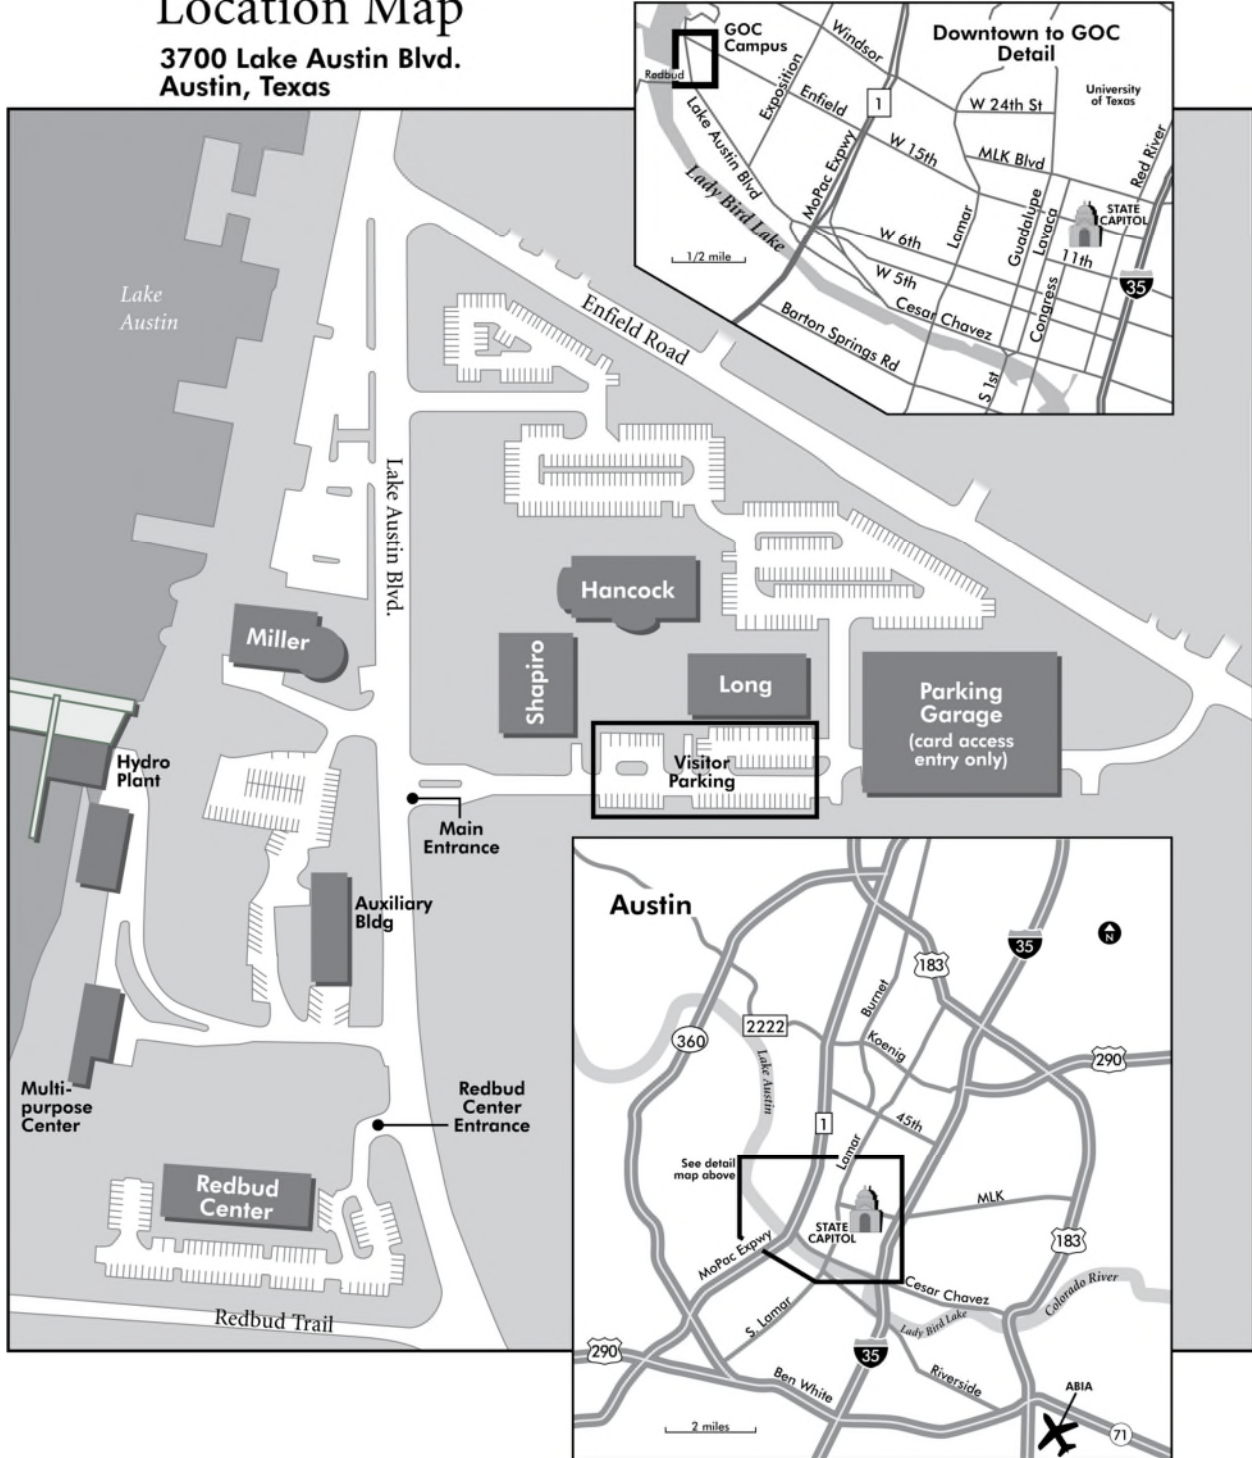 Location Map
3700 Lake Austin Blvd.
Austin, Texas
GOC
Campus
Redbud
Downtown to GOC
Detail
Windsor
Exposition
Enfield
1
W 24th St
University
of Texas
Lake Austin Blvd
MoPac Expwy
W 15th
MLK Blvd
Red River
Lady Bird Lake
Lamar
Guadalupe
Lavaca
STATE
CAPITOL
W 6th
11th
1/2 mile
W 5th
35
Cesar Chavez
Congress
Barton Springs Rd
S 1st
Lake
Austin
Enfield Road
Lake Austin Blvd.
Hancock
Miller
Shapiro
Long
Parking
Garage
(card access
entry only)
Visitor
Parking
Hydro
Plant
Main
Entrance
Auxiliary
Bldg
Multi-
purpose
Center
Redbud
Center
Entrance
Redbud
Center
Redbud Trail
Austin
N
35
183
Burnet
360
2222
Koenig
290
Lake Austin
1
45th
Lamar
See detail
map above
MLK
STATE
CAPITOL
183
MoPac Expwy
Cesar Chavez
Colorado River
S. Lamar
Lady Bird Lake
290
35
Ben White
Riverside
ABIA
2 miles
71